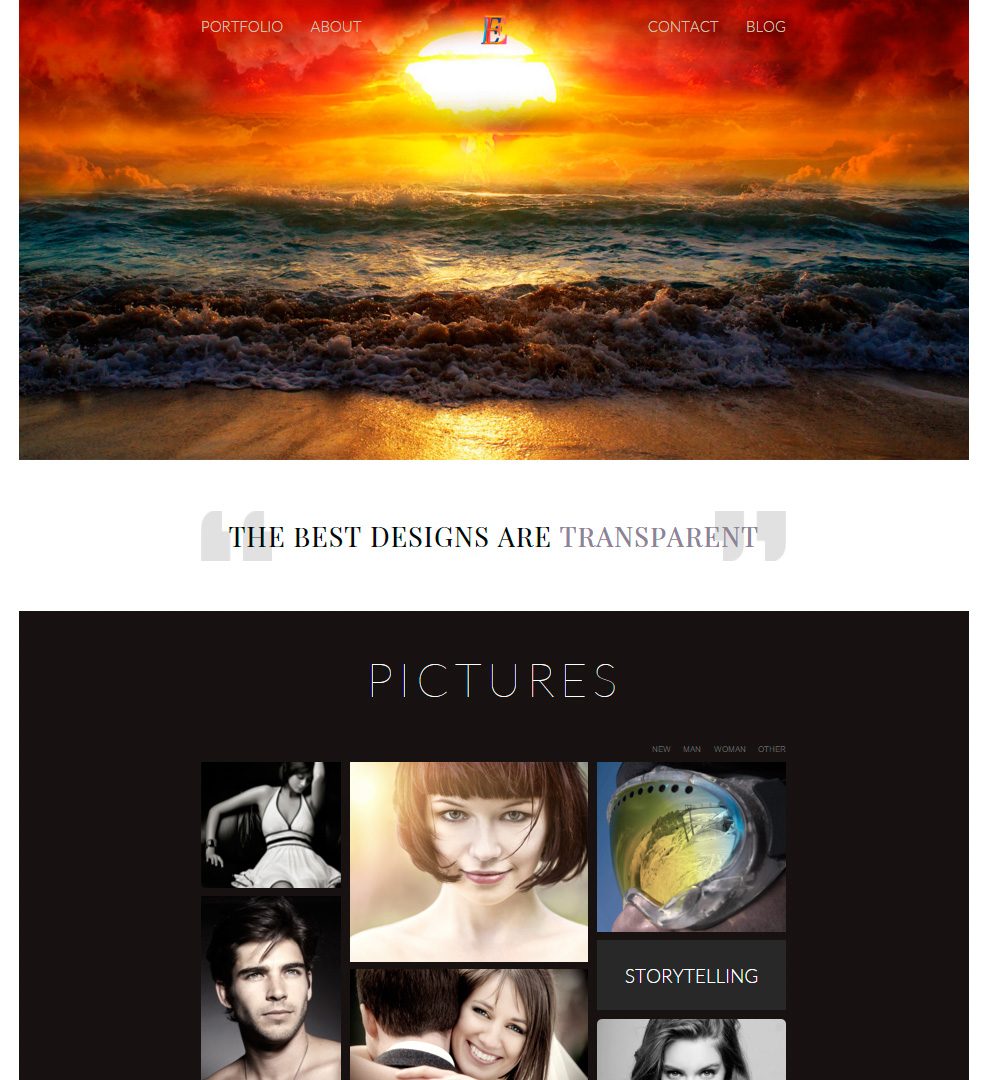 PORTFOLIO ABOUT E CONTACT BLOG
“THE BEST DESIGNS ARE TRANSPARENT”
PICTURES
NEW MAN WOMAN OTHER
STORYTELLING